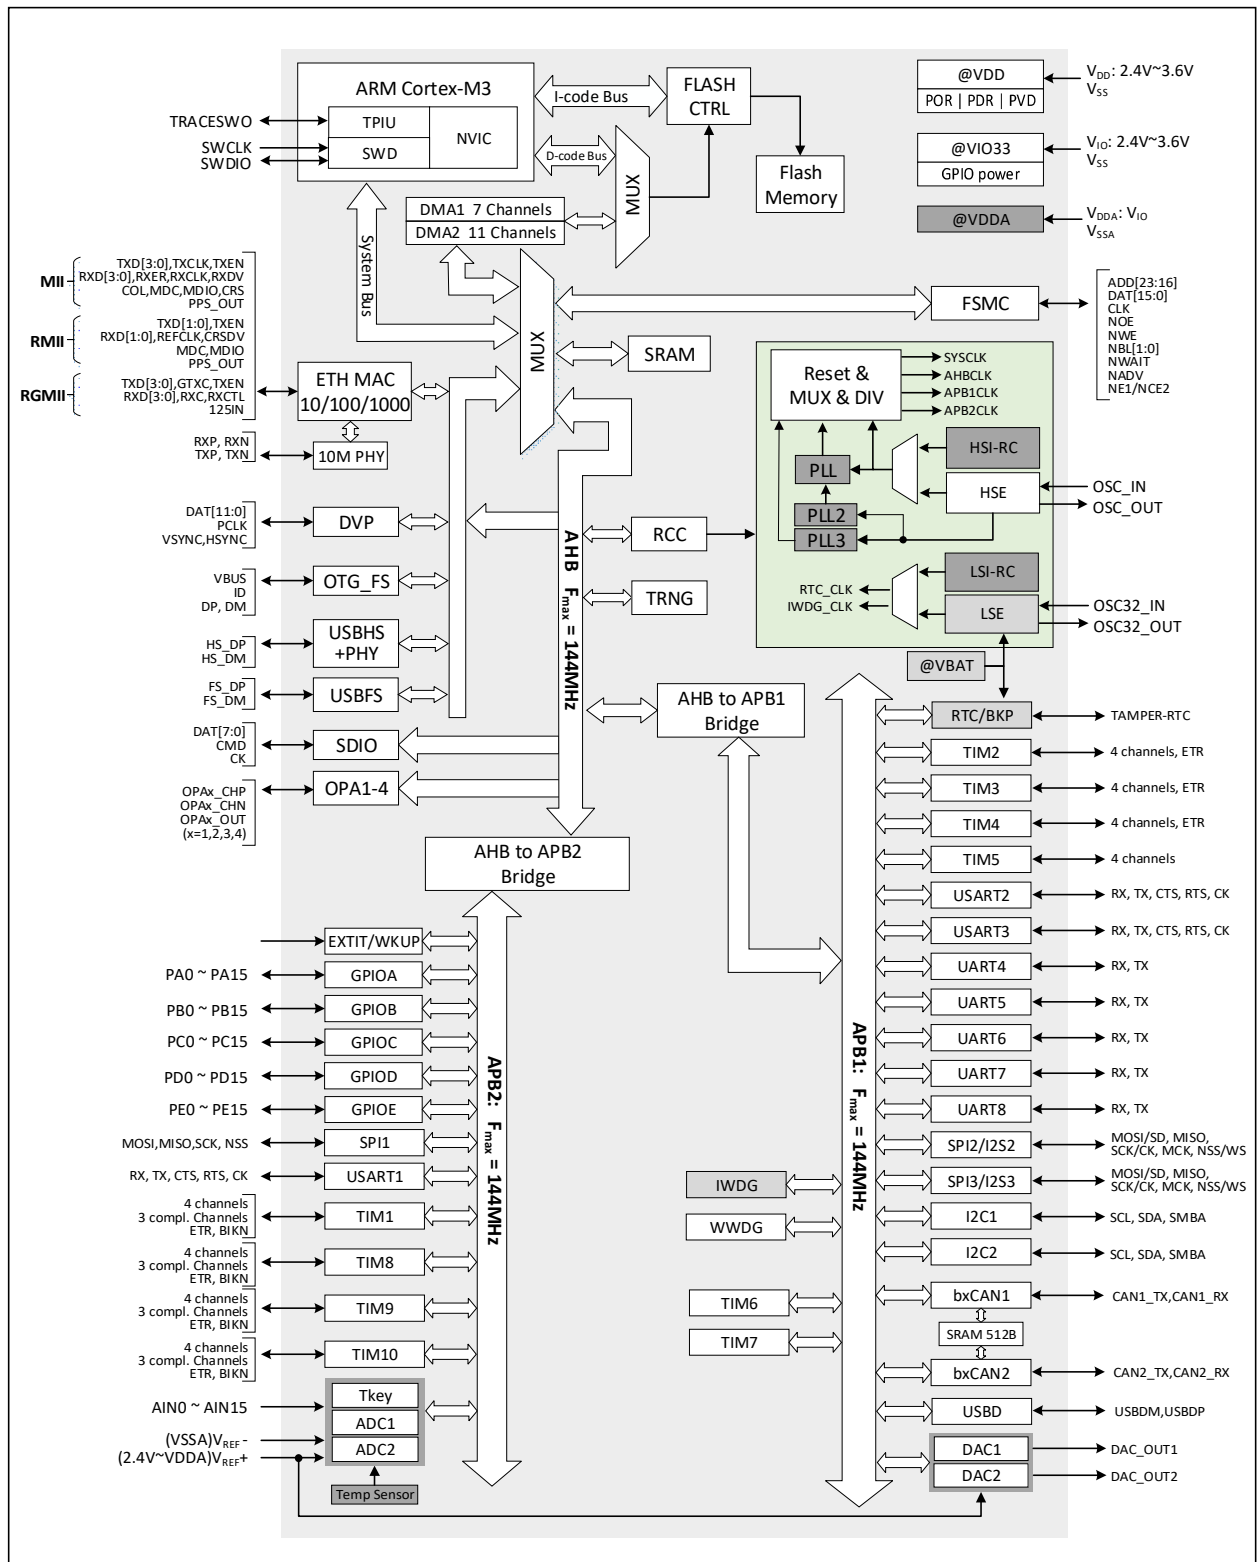 ARM Cortex-M3
TPIU
SWD
NVIC
TRACESWO
SWCLK
SWDIO
I-code Bus
D-code Bus
FLASH
CTRL
MUX
Flash
Memory
@VDD
POR | PDR | PVD
VDD: 2.4V~3.6V
VSS
@VIO33
GPIO power
VIO: 2.4V~3.6V
VSS
@VDDA
VDDA: VIO
VSSA
DMA1 7 Channels
DMA2 11 Channels
System Bus
MUX
MII
TXD[3:0],TXCLK,TXEN
RXD[3:0],RXER,RXCLK,RXDV
COL,MDC,MDIO,CRS
PPS_OUT
RMII
TXD[1:0],TXEN
RXD[1:0],REFCLK,CRSDV
MDC,MDIO
PPS_OUT
RGMII
TXD[3:0],GTXC,TXEN
RXD[3:0],RXC,RXCTL
125IN
ETH MAC
10/100/1000
RXP, RXN
TXP, TXN
10M PHY
FSMC
ADD[23:16]
DAT[15:0]
CLK
NOE
NWE
NBL[1:0]
NWAIT
NADV
NE1/NCE2
SRAM
Reset &
MUX & DIV
SYSCLK
AHBCLK
APB1CLK
APB2CLK
HSI-RC
PLL
HSE
OSC_IN
OSC_OUT
PLL2
PLL3
LSI-RC
RTC_CLK
IWDG_CLK
LSE
OSC32_IN
OSC32_OUT
@VBAT
DAT[11:0]
PCLK
VSYNC,HSYNC
DVP
RCC
VBUS
ID
DP, DM
OTG_FS
TRNG
AHB Fmax = 144MHz
HS_DP
HS_DM
USBHS
+PHY
FS_DP
FS_DM
USBFS
DAT[7:0]
CMD
CK
SDIO
OPAx_CHP
OPAx_CHN
OPAx_OUT
(x=1,2,3,4)
OPA1-4
AHB to APB1
Bridge
AHB to APB2
Bridge
EXTIT/WKUP
PA0 ~ PA15
GPIOA
PB0 ~ PB15
GPIOB
PC0 ~ PC15
GPIOC
PD0 ~ PD15
GPIOD
PE0 ~ PE15
GPIOE
MOSI,MISO,SCK, NSS
SPI1
RX, TX, CTS, RTS, CK
USART1
4 channels
3 compl. Channels
ETR, BIKN
TIM1
4 channels
3 compl. Channels
ETR, BIKN
TIM8
4 channels
3 compl. Channels
ETR, BIKN
TIM9
4 channels
3 compl. Channels
ETR, BIKN
TIM10
AIN0 ~ AIN15
(VSSA)VREF-
(2.4V~VDDA)VREF+
Tkey
ADC1
ADC2
Temp Sensor
APB2: Fmax = 144MHz
IWDG
WWDG
TIM6
TIM7
APB1: Fmax = 144MHz
RTC/BKP
TAMPER-RTC
TIM2
4 channels, ETR
TIM3
4 channels, ETR
TIM4
4 channels, ETR
TIM5
4 channels
USART2
RX, TX, CTS, RTS, CK
USART3
RX, TX, CTS, RTS, CK
UART4
RX, TX
UART5
RX, TX
UART6
RX, TX
UART7
RX, TX
UART8
RX, TX
SPI2/I2S2
MOSI/SD, MISO,
SCK/CK, MCK, NSS/WS
SPI3/I2S3
MOSI/SD, MISO,
SCK/CK, MCK, NSS/WS
I2C1
SCL, SDA, SMBA
I2C2
SCL, SDA, SMBA
bxCAN1
CAN1_TX,CAN1_RX
SRAM 512B
bxCAN2
CAN2_TX,CAN2_RX
USBD
USBDM,USBDP
DAC1
DAC_OUT1
DAC2
DAC_OUT2